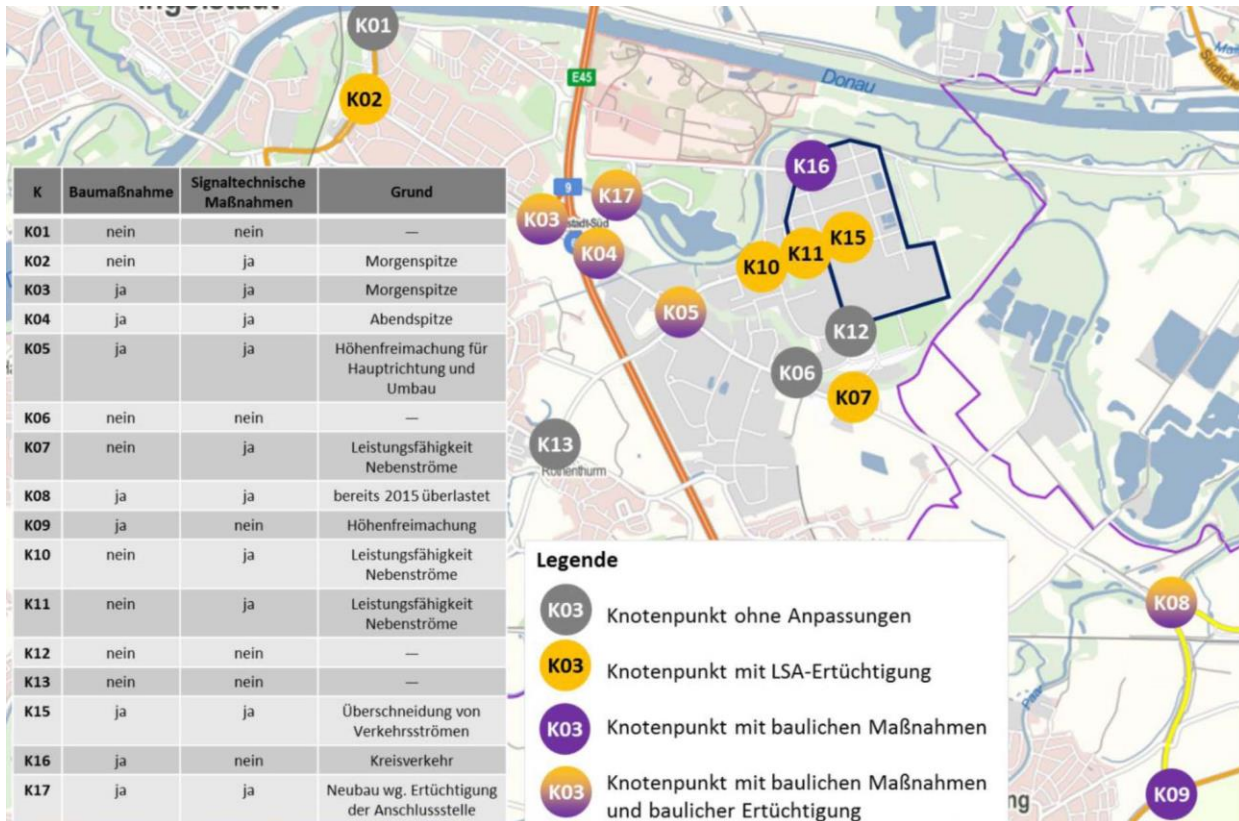 Ingolstadt
K01
K02
E45
Donau
9
K03
K17
K04
K16
K10
K11
K15
K05
K12
K06
K07
K13
Rothenthurm
K08
Paar
K09
K Baumaßnahme Signaltechnische Maßnahmen Grund
K01 nein nein —
K02 nein ja Morgenspitze
K03 ja ja Morgenspitze
K04 ja ja Abendspitze
K05 ja ja Höhenfreimachung für
Hauptrichtung und
Umbau
K06 nein nein —
K07 nein ja Leistungsfähigkeit
Nebenströme
K08 ja ja bereits 2015 überlastet
K09 ja nein Höhenfreimachung
K10 nein ja Leistungsfähigkeit
Nebenströme
K11 nein ja Leistungsfähigkeit
Nebenströme
K12 nein nein —
K13 nein nein —
K15 ja ja Überschneidung von
Verkehrsströmen
K16 ja nein Kreisverkehr
K17 ja ja Neubau wg. Ertüchtigung
der Anschlussstelle
Legende
K03 Knotenpunkt ohne Anpassungen
K03 Knotenpunkt mit LSA-Ertüchtigung
K03 Knotenpunkt mit baulichen Maßnahmen
K03 Knotenpunkt mit baulichen Maßnahmen
und baulicher Ertüchtigung